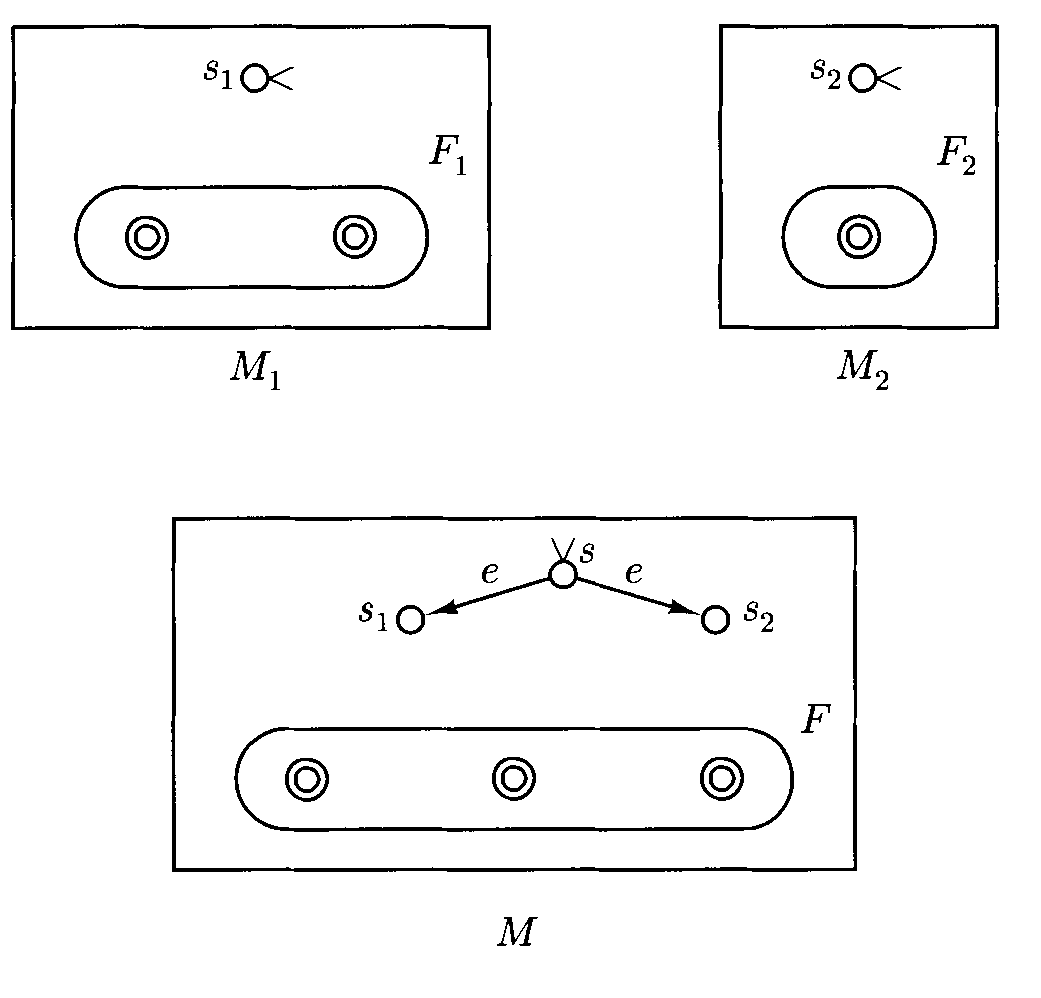 s₁ s₂
F₁ F₂
M₁ M₂
s
e e
s₁ s₂
F
M